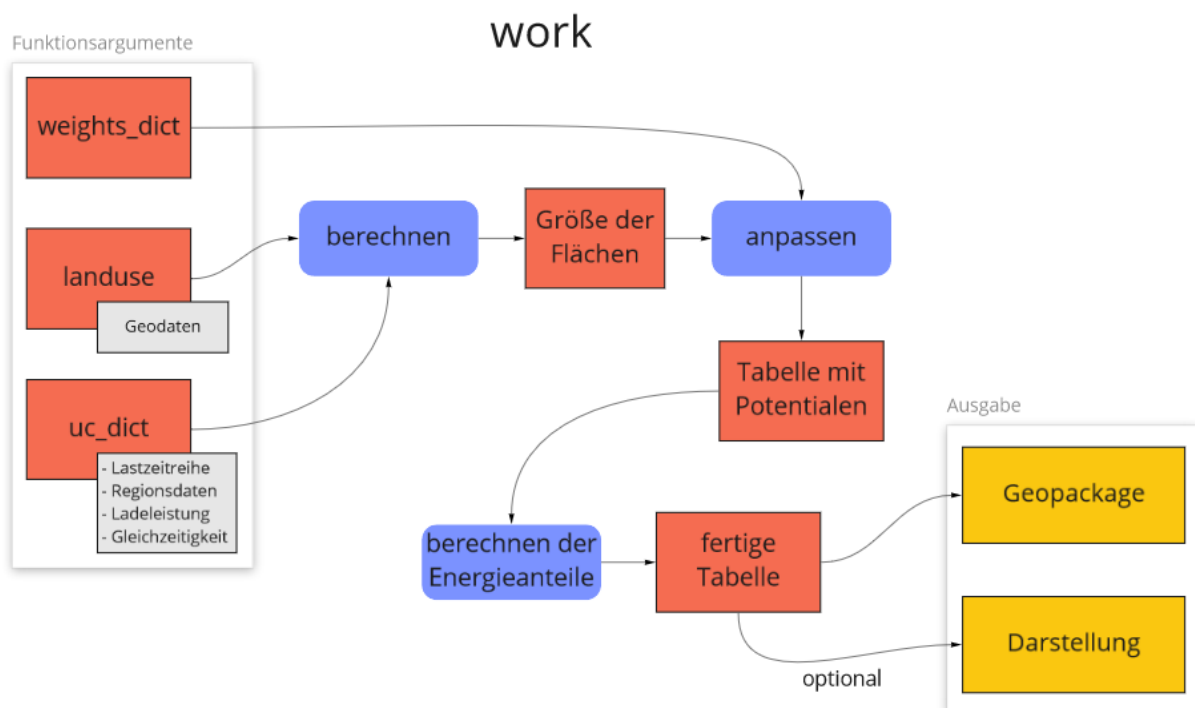 work
Funktionsargumente
weights_dict
landuse
Geodaten
uc_dict
- Lastzeitreihe
- Regionsdaten
- Ladeleistung
- Gleichzeitigkeit
berechnen
Größe der
Flächen
anpassen
Tabelle mit
Potentialen
berechnen der
Energieanteile
fertige
Tabelle
optional
Ausgabe
Geopackage
Darstellung